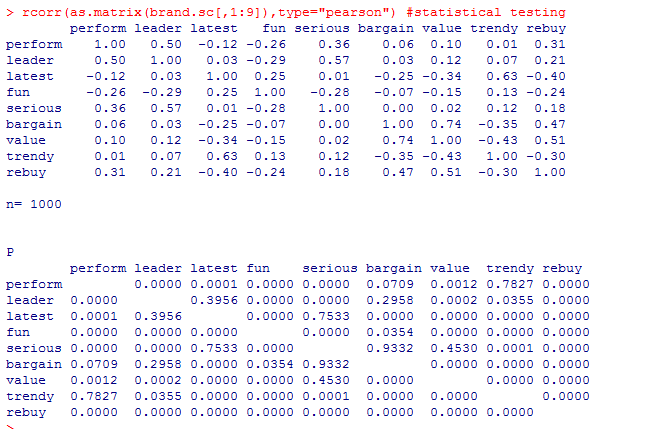 > rcorr(as.matrix(brand.sc[,1:9]),type="pearson") #statistical testing
        perform leader latest   fun serious bargain value trendy rebuy
perform    1.00   0.50  -0.12 -0.26    0.36    0.06  0.10   0.01  0.31
leader     0.50   1.00   0.03 -0.29    0.57    0.03  0.12   0.07  0.21
latest    -0.12   0.03   1.00  0.25    0.01   -0.25 -0.34   0.63 -0.40
fun       -0.26  -0.29   0.25  1.00   -0.28   -0.07 -0.15   0.13 -0.24
serious    0.36   0.57   0.01 -0.28    1.00    0.00  0.02   0.12  0.18
bargain    0.06   0.03  -0.25 -0.07    0.00    1.00  0.74  -0.35  0.47
value      0.10   0.12  -0.34 -0.15    0.02    0.74  1.00  -0.43  0.51
trendy     0.01   0.07   0.63  0.13    0.12   -0.35 -0.43   1.00 -0.30
rebuy      0.31   0.21  -0.40 -0.24    0.18    0.47  0.51  -0.30  1.00
n= 1000
P
        perform leader latest fun    serious bargain value  trendy rebuy
perform         0.0000 0.0001 0.0000 0.0000  0.0709  0.0012 0.7827 0.0000
leader  0.0000         0.3956 0.0000 0.0000  0.2958  0.0002 0.0355 0.0000
latest  0.0001  0.3956        0.0000 0.7533  0.0000  0.0000 0.0000 0.0000
fun     0.0000  0.0000 0.0000        0.0000  0.0354  0.0000 0.0000 0.0000
serious 0.0000  0.0000 0.7533 0.0000         0.9332  0.4530 0.0001 0.0000
bargain 0.0709  0.2958 0.0000 0.0354 0.9332          0.0000 0.0000 0.0000
value   0.0012  0.0002 0.0000 0.0000 0.4530  0.0000         0.0000 0.0000
trendy  0.7827  0.0355 0.0000 0.0000 0.0001  0.0000  0.0000        0.0000
rebuy   0.0000  0.0000 0.0000 0.0000 0.0000  0.0000  0.0000 0.0000